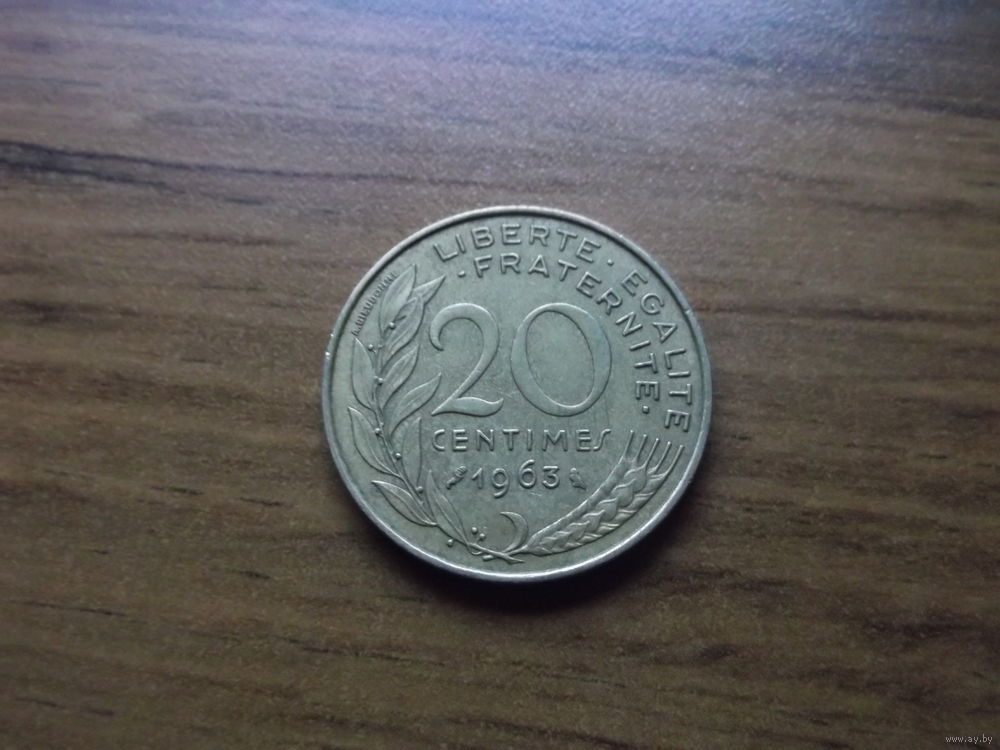 LIBERTE · EGALITE
· FRATERNITE ·
20
CENTIMES
1963
www.ay.by